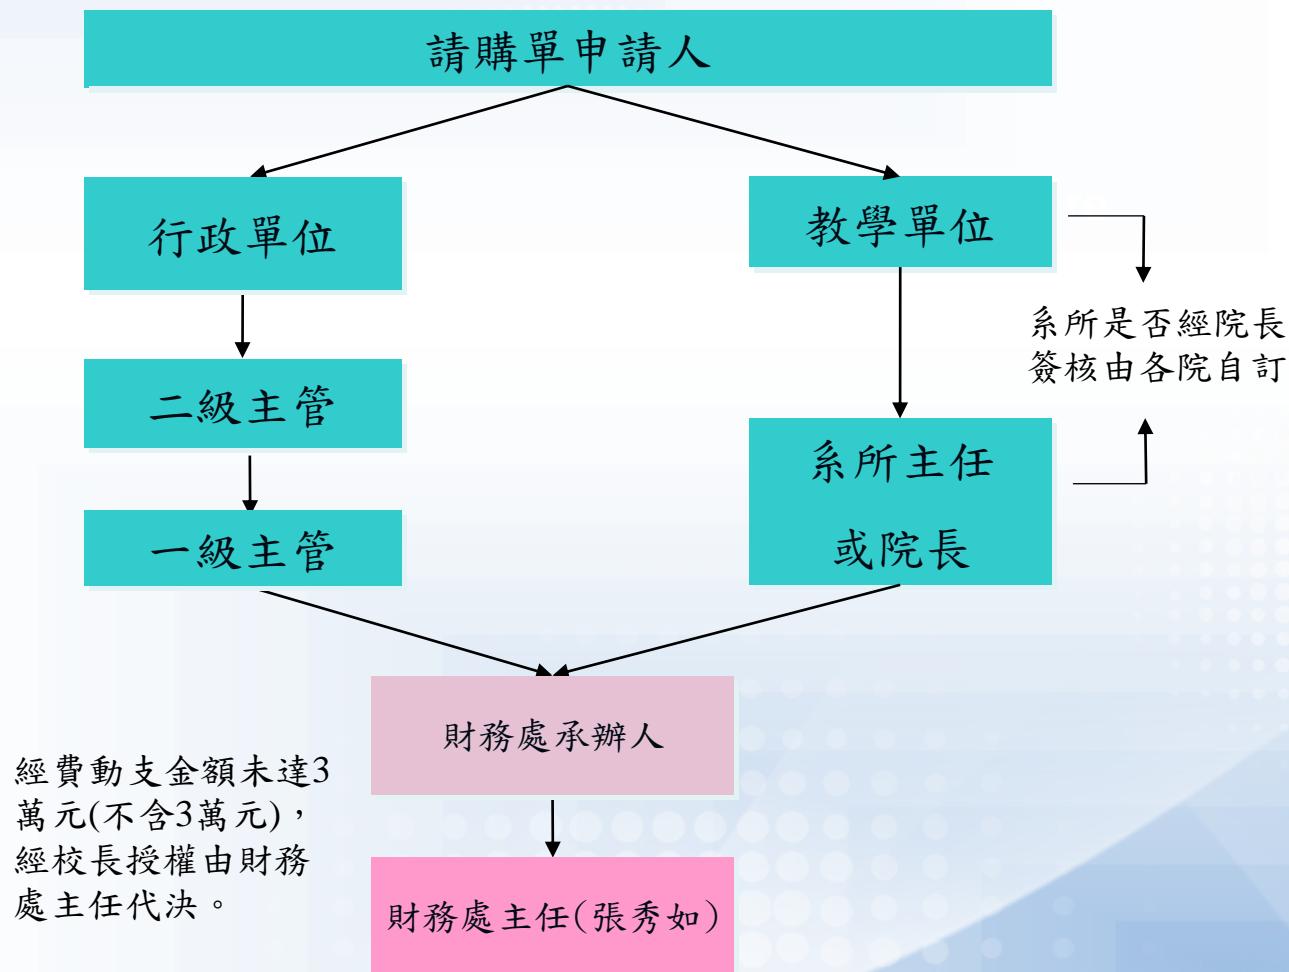 請購單申請人
行政單位
教學單位
系所是否經院長
簽核由各院自訂
二級主管
系所主任
或院長
一級主管
財務處承辦人
經費動支金額未達3
萬元(不含3萬元)，
經校長授權由財務
處主任代決。
財務處主任(張秀如)